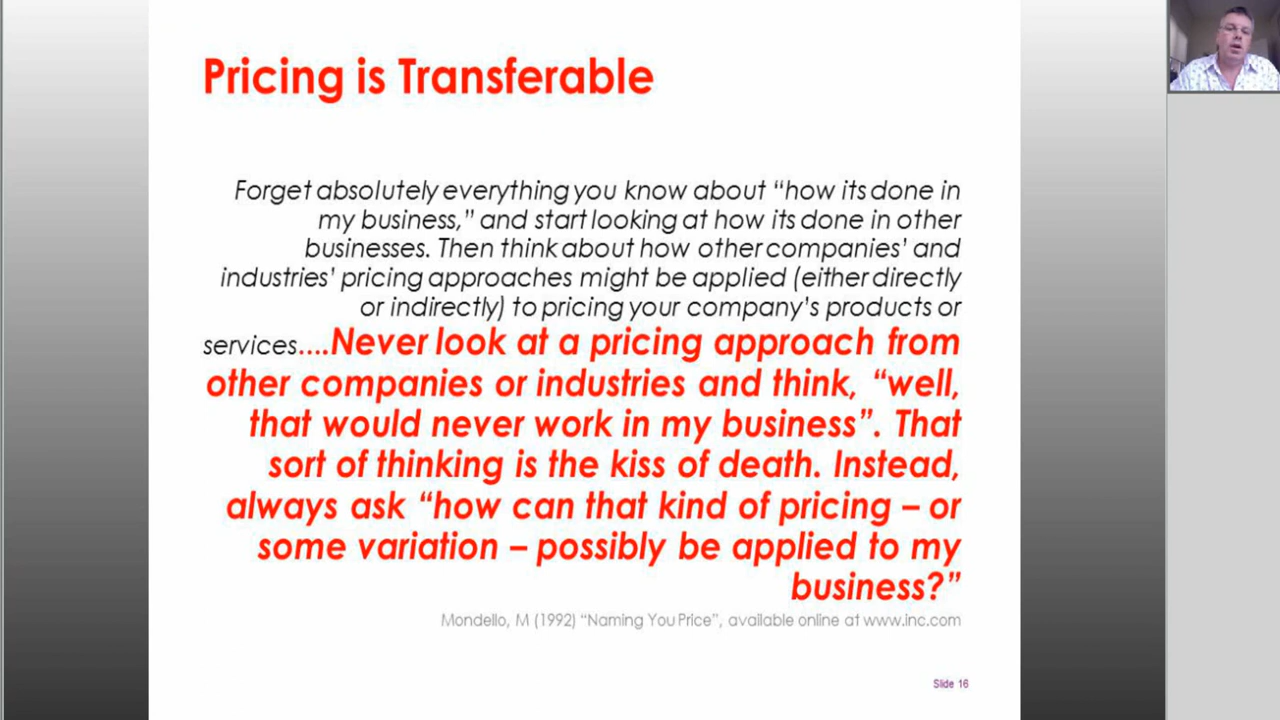 Pricing is Transferable
Forget absolutely everything you know about “how its done in
my business,” and start looking at how its done in other
businesses. Then think about how other companies' and
industries' pricing approaches might be applied (either directly
or indirectly) to pricing your company's products or
services....Never look at a pricing approach from
other companies or industries and think, “well,
that would never work in my business”. That
sort of thinking is the kiss of death. Instead,
always ask “how can that kind of pricing – or
some variation – possibly be applied to my
business?”
Mondello, M (1992) “Naming You Price”, available online at www.inc.com
Slide 16